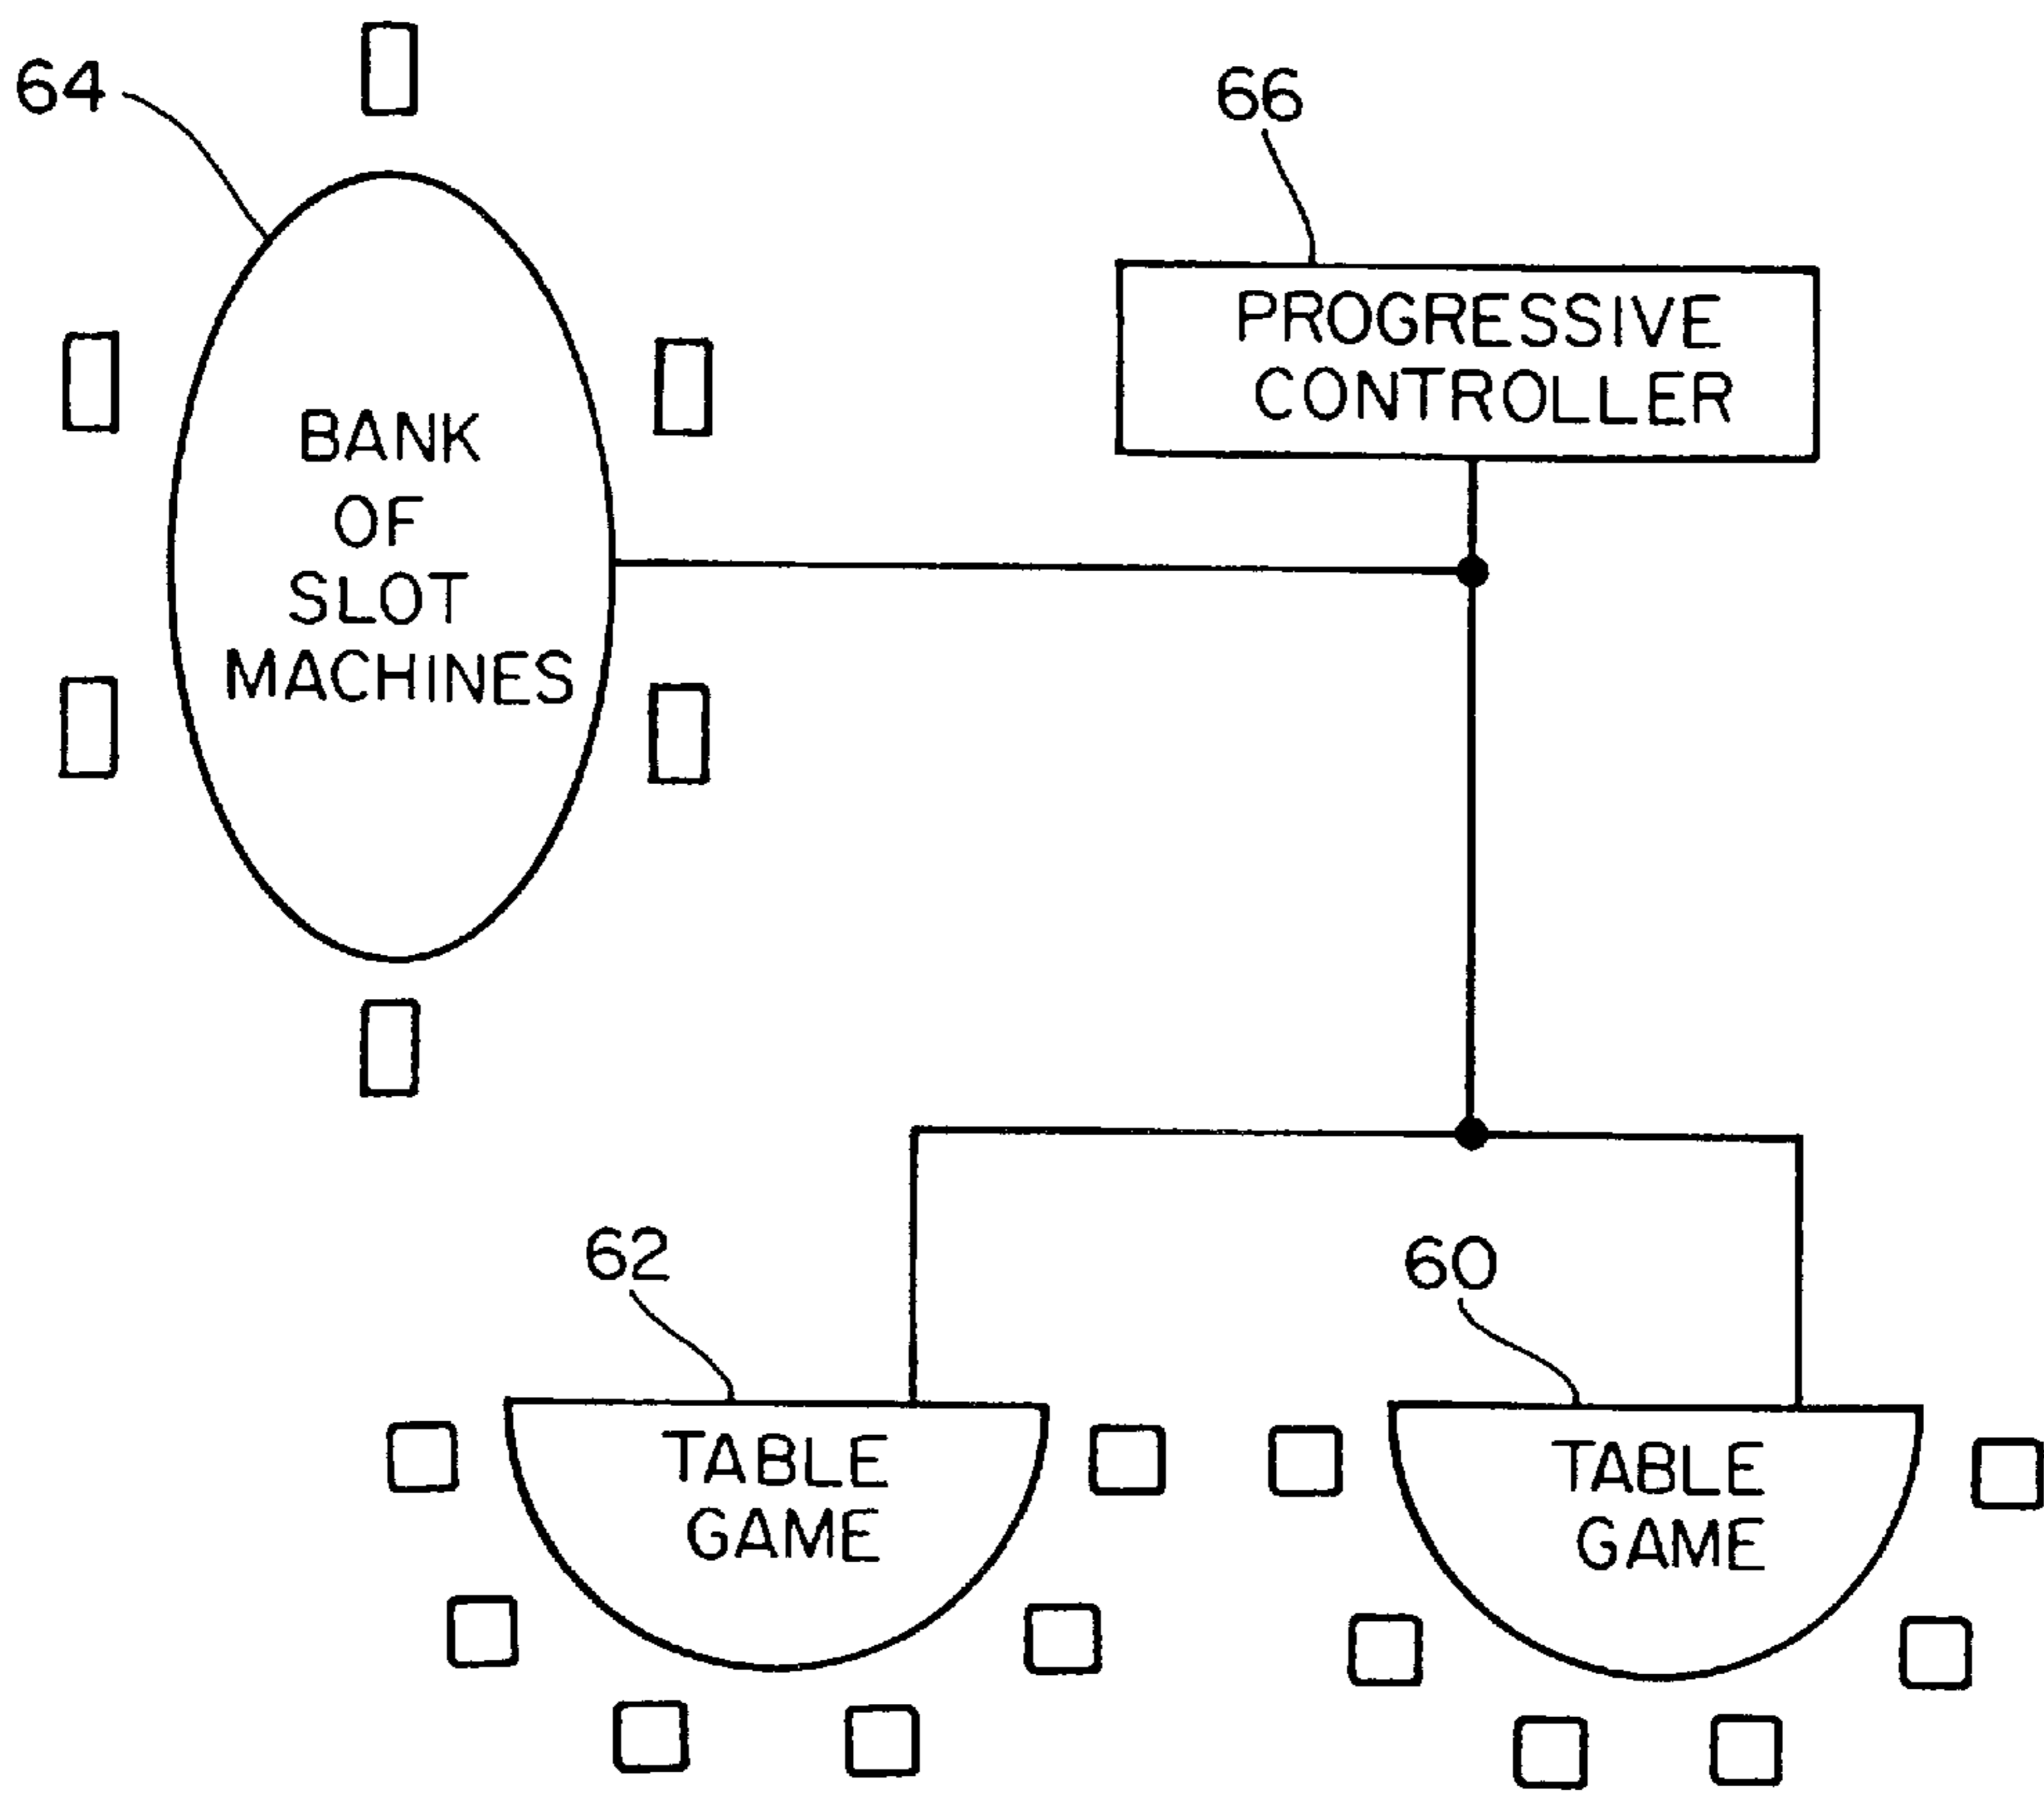 64
66
PROGRESSIVE
CONTROLLER
BANK
OF
SLOT
MACHINES
62
60
TABLE
GAME
TABLE
GAME